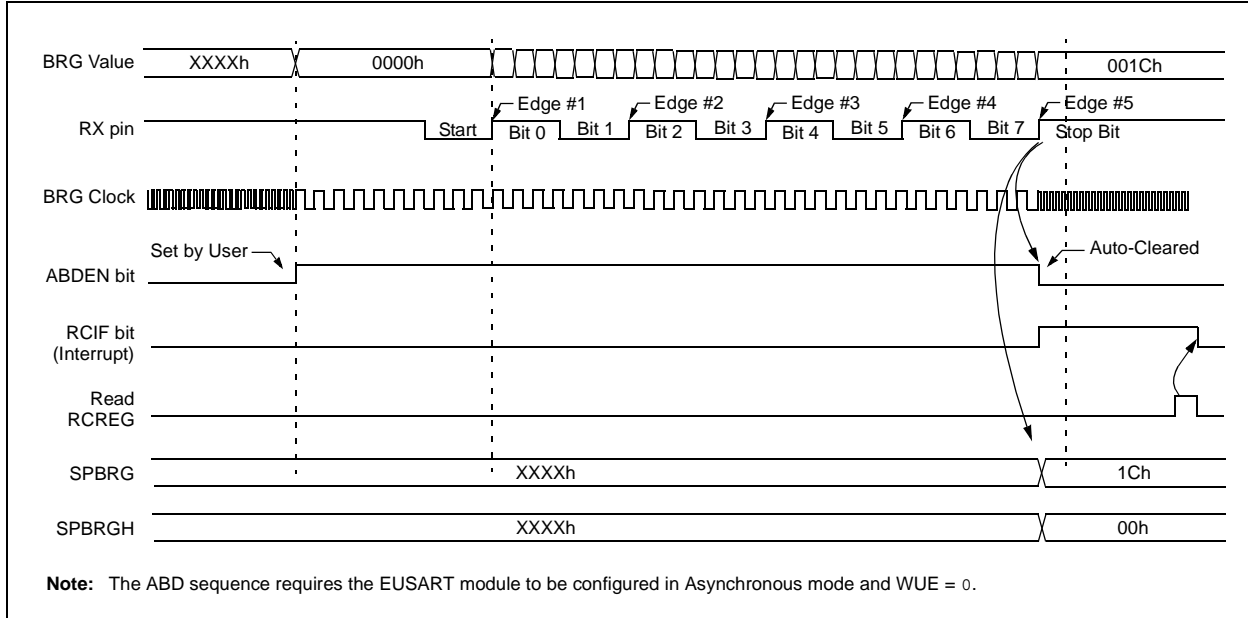 BRG Value XXXXh 0000h 001Ch
Edge #1 Edge #2 Edge #3 Edge #4 Edge #5
RX pin Start Bit 0 Bit 1 Bit 2 Bit 3 Bit 4 Bit 5 Bit 6 Bit 7 Stop Bit
BRG Clock
Set by User Auto-Cleared
ABDEN bit
RCIF bit
(Interrupt)
Read
RCREG
SPBRG XXXXh 1Ch
SPBRGH XXXXh 00h
Note: The ABD sequence requires the EUSART module to be configured in Asynchronous mode and WUE = 0.